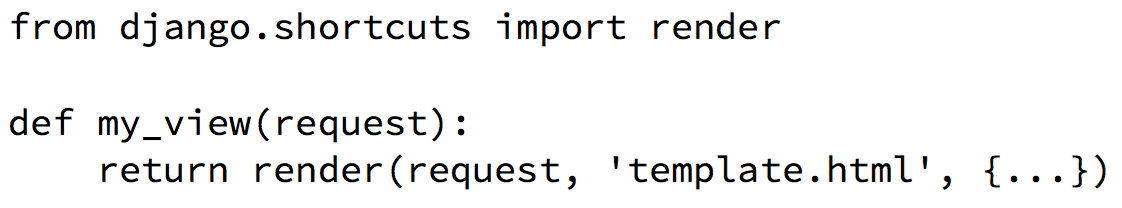 from django.shortcuts import render
def my_view(request):
    return render(request, 'template.html', {...})